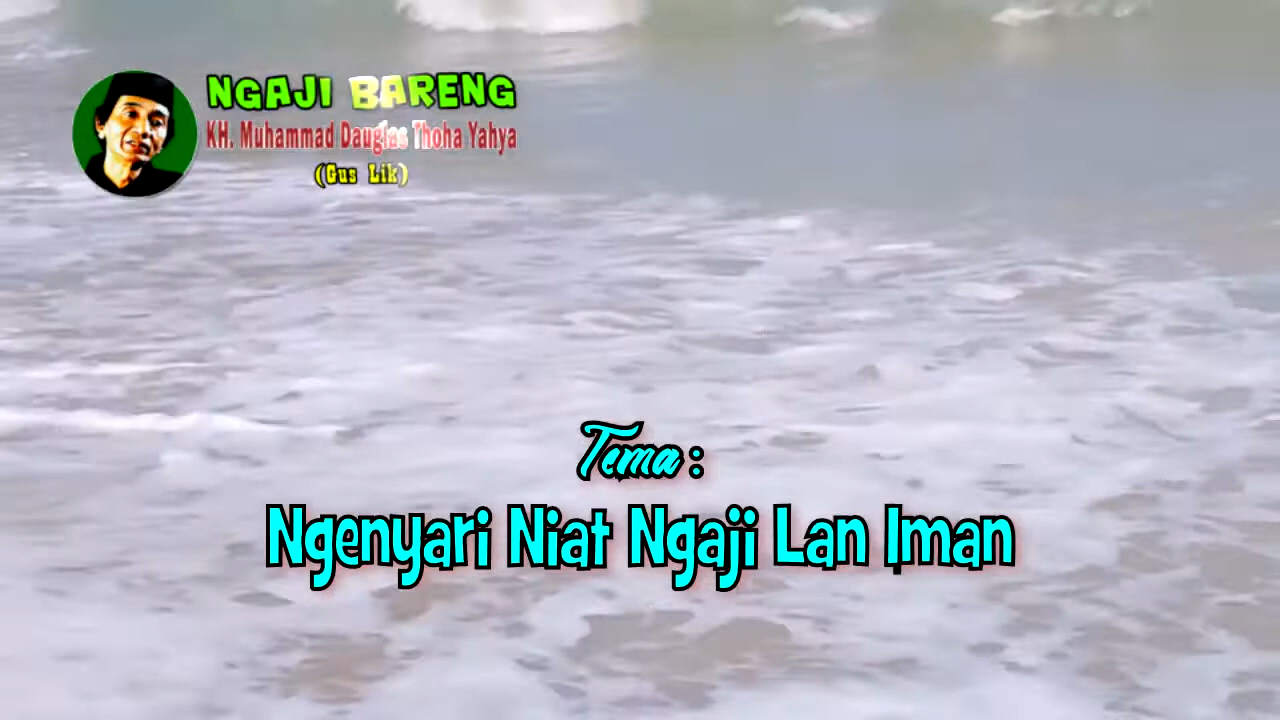 NGAJI BARENG
KH. Muhammad Dauglas Thoha Yahya
(Gus Lik)
Tema :
Ngenyari Niat Ngaji Lan Iman